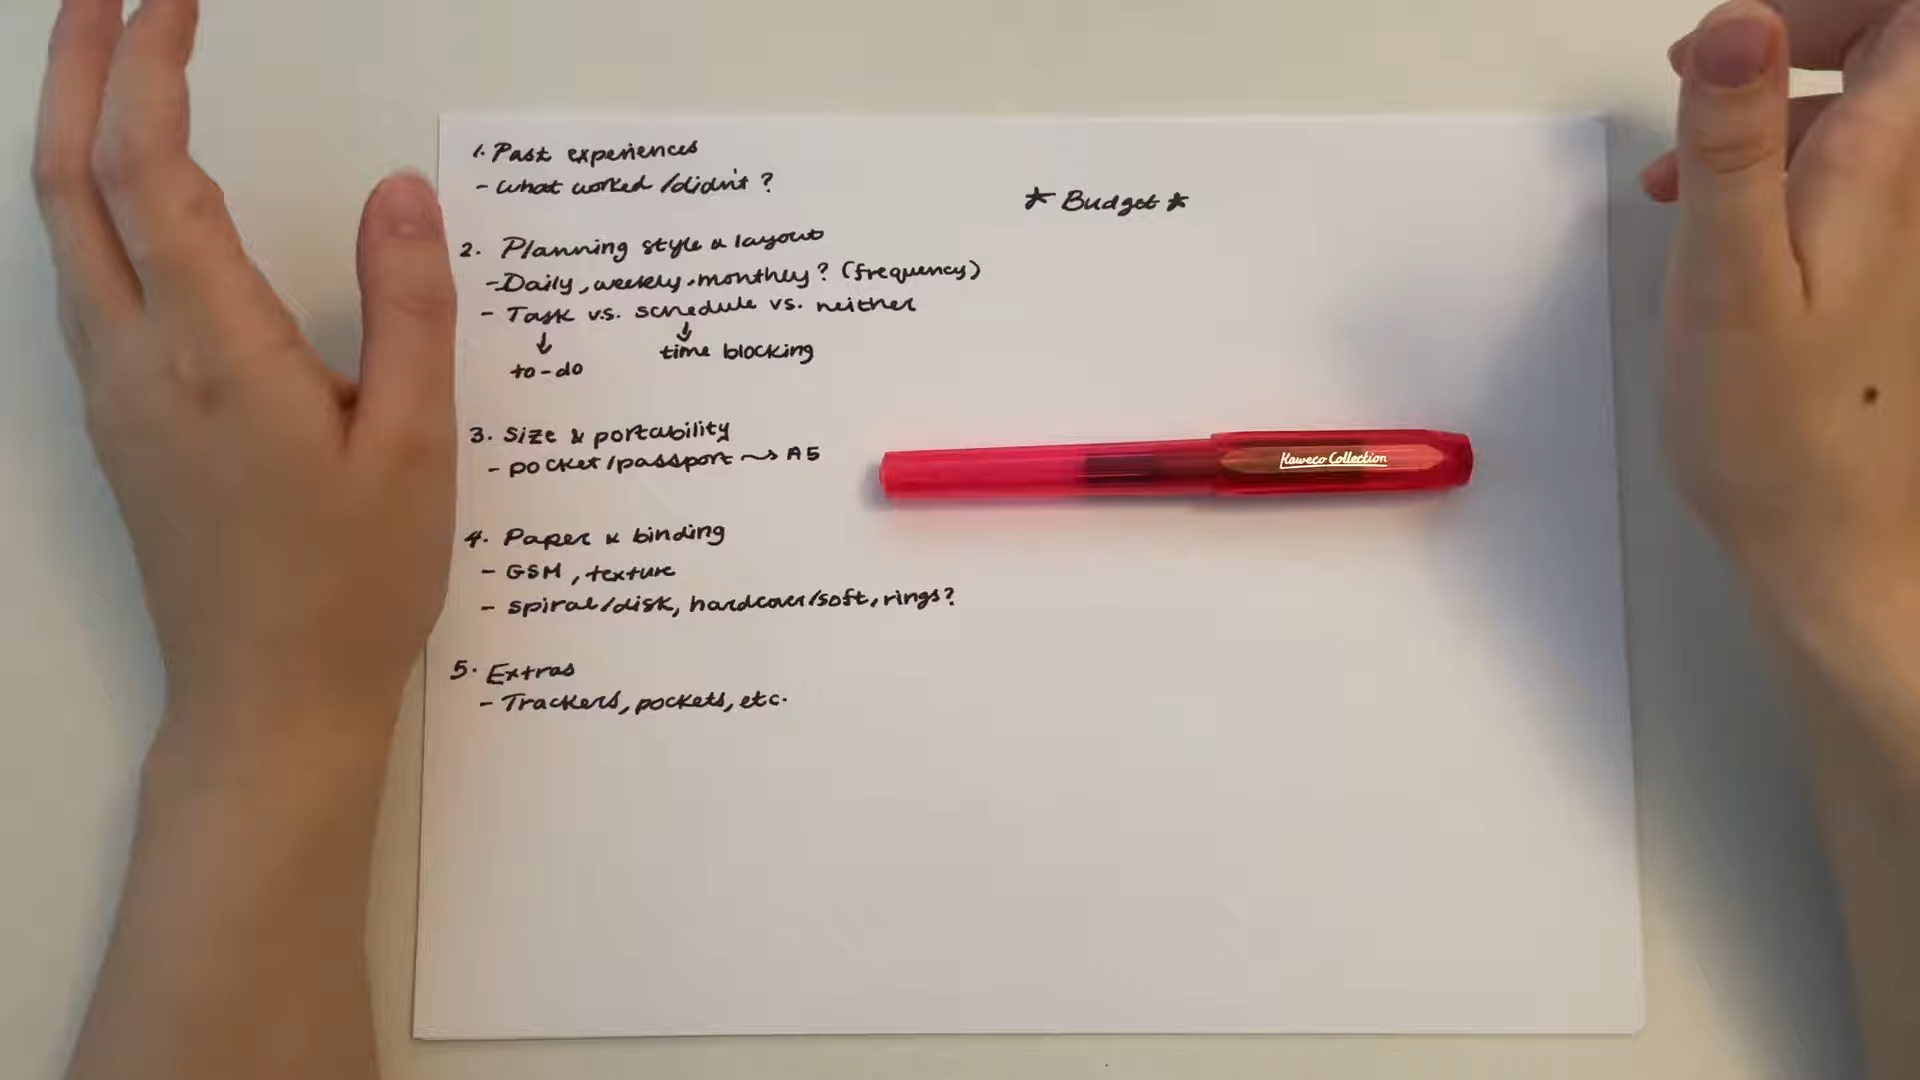 1. Past experiences
- what worked/didn't?
* Budget *
2. Planning style & layout
- Daily, weekly, monthly? (frequency)
- Task v.s. schedule vs. neither
to-do
time blocking
3. Size & portability
- pocket/passport ~> A5
Kaweco Collection
4. Paper & binding
- GSM, texture
- spiral/disk, hardcover/soft, rings?
5. Extras
- Trackers, pockets, etc.